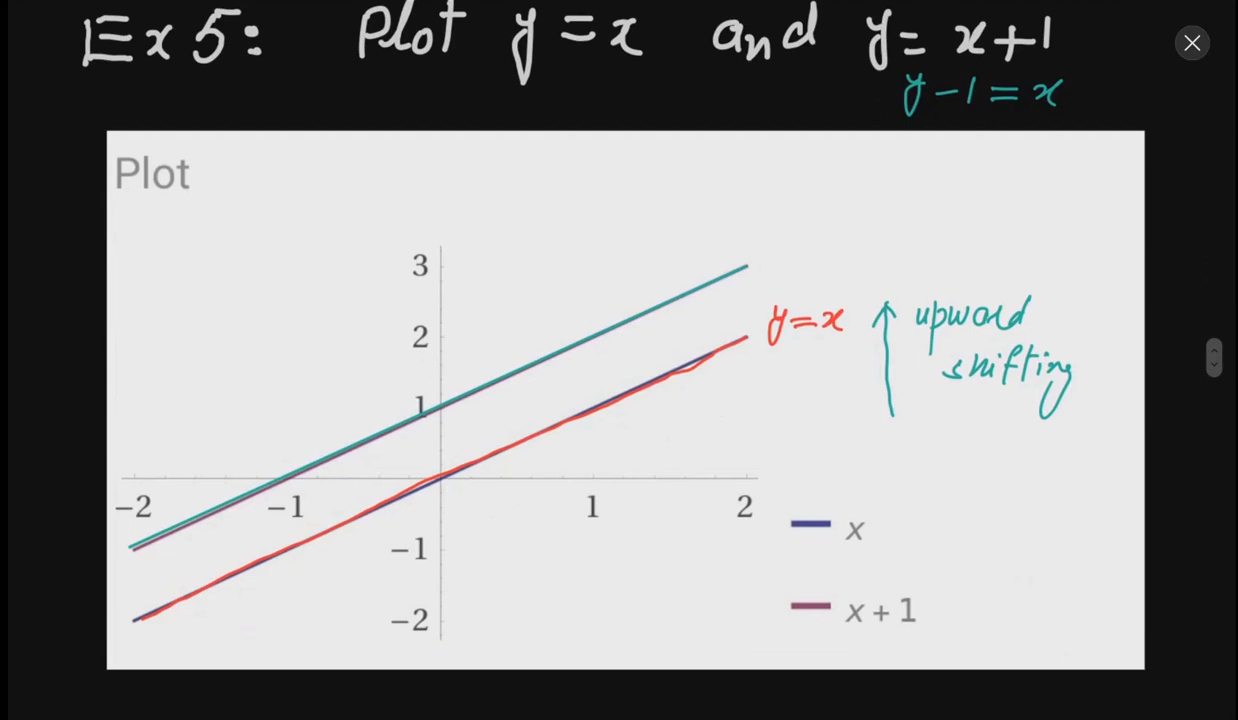 Ex 5: Plot y = x and y = x+1
y - 1 = x
Plot
3
y = x
upward
shifting
2
1
-2 -1 1 2
x
-1
x + 1
-2